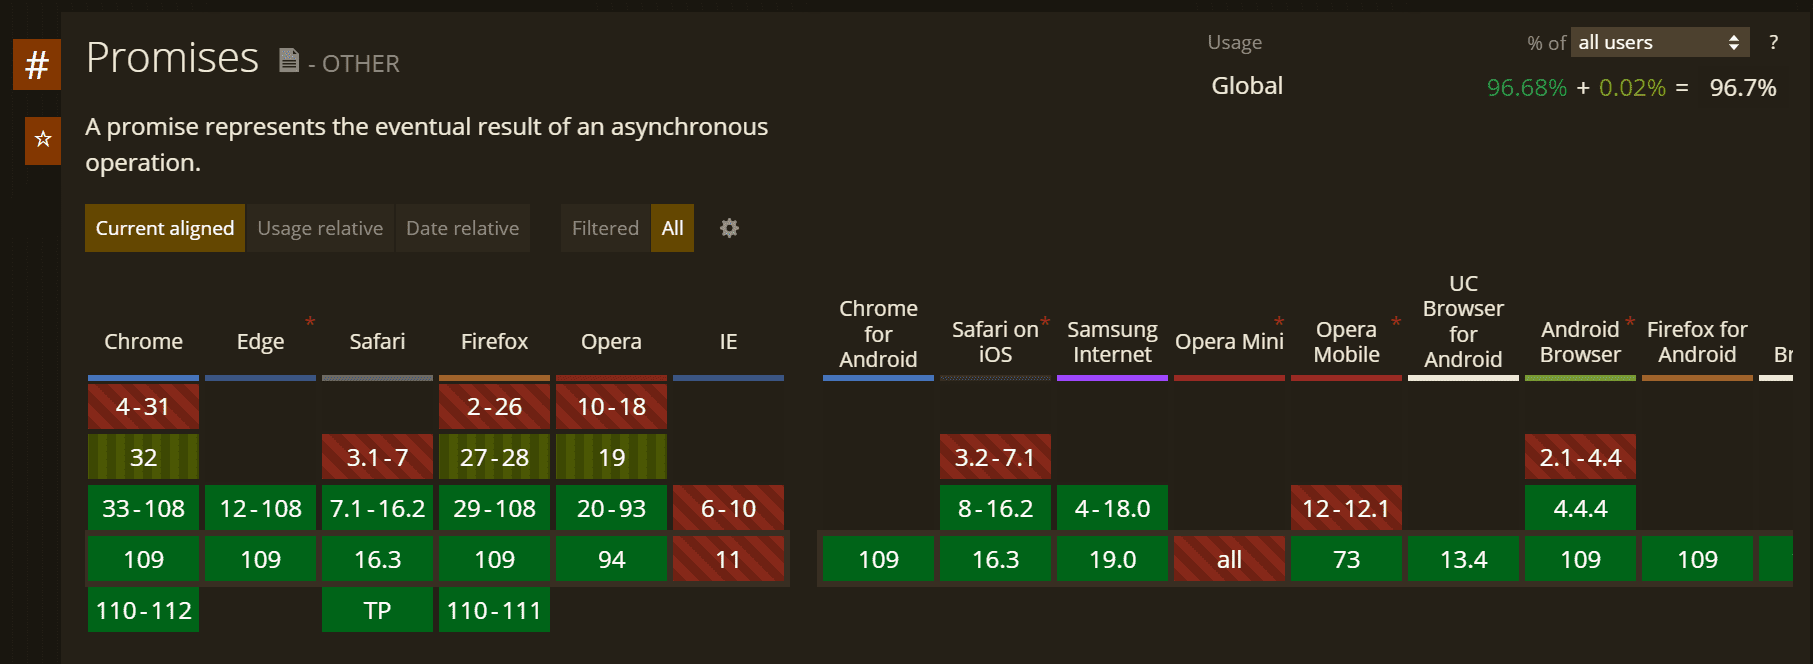 #
Promises - OTHER
☆
A promise represents the eventual result of an asynchronous
operation.
Usage % of all users ?
Global 96.68% + 0.02% = 96.7%
Current aligned Usage relative Date relative Filtered All
Chrome Edge * Safari Firefox Opera IE
4-31 2-26 10-18
32 3.1-7 27-28 19
33-108 12-108 7.1-16.2 29-108 20-93 6-10
109 109 16.3 109 94 11
110-112 TP 110-111
Chrome
for
Android
Safari on *
iOS
Samsung
Internet
Opera Mini *
Opera *
Mobile
UC
Browser
for
Android
Android *
Browser
Firefox for
Android
3.2-7.1 2.1-4.4
8-16.2 4-18.0 12-12.1 4.4.4
109 16.3 19.0 all 73 13.4 109 109